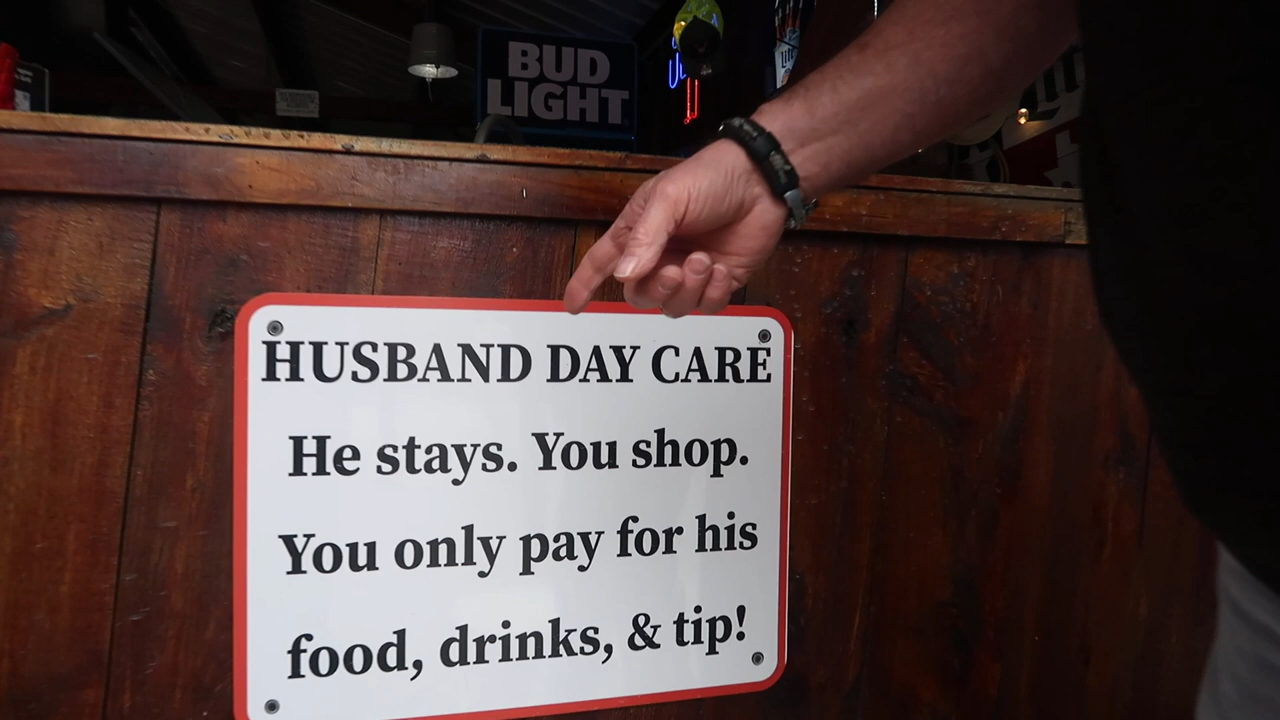 BUD
LIGHT
HUSBAND DAY CARE
He stays. You shop.
You only pay for his
food, drinks, & tip!